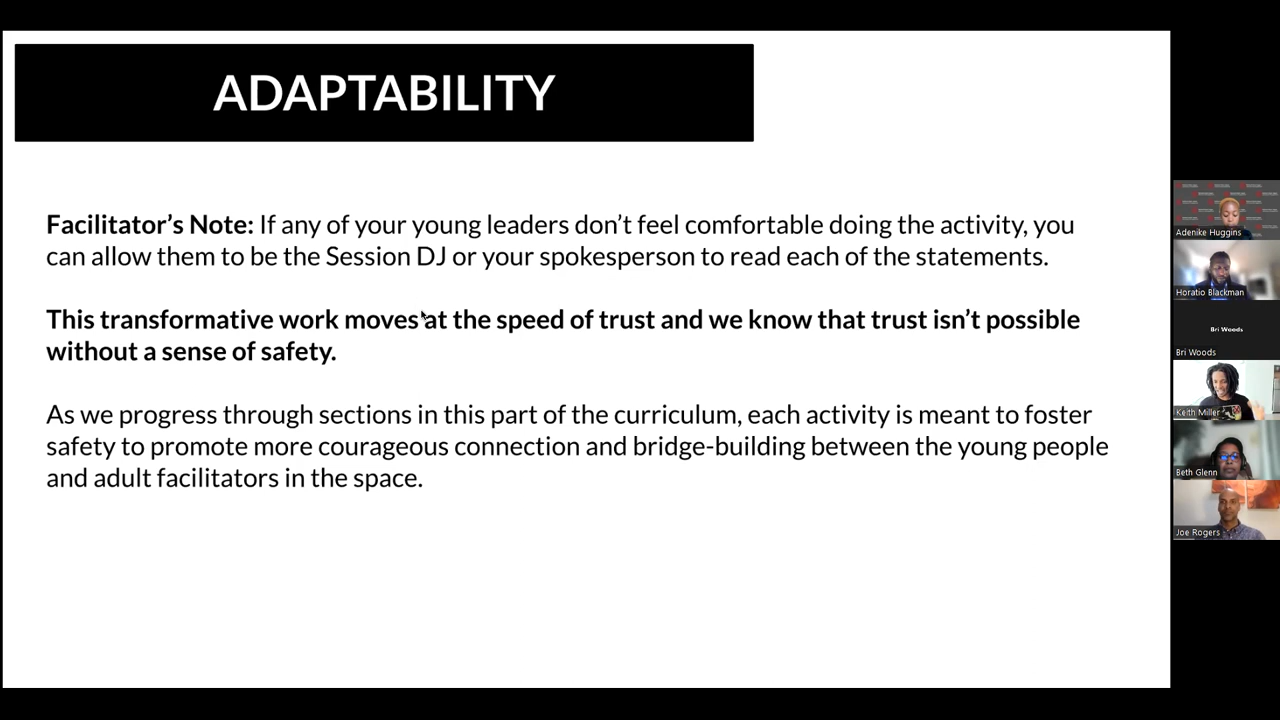 ADAPTABILITY
Facilitator’s Note: If any of your young leaders don’t feel comfortable doing the activity, you
can allow them to be the Session DJ or your spokesperson to read each of the statements.
This transformative work moves at the speed of trust and we know that trust isn’t possible
without a sense of safety.
As we progress through sections in this part of the curriculum, each activity is meant to foster
safety to promote more courageous connection and bridge-building between the young people
and adult facilitators in the space.
Adenike Huggins
Horatio Blackman
Bri Woods
Bri Woods
Keith Miller
Beth Glenn
Joe Rogers